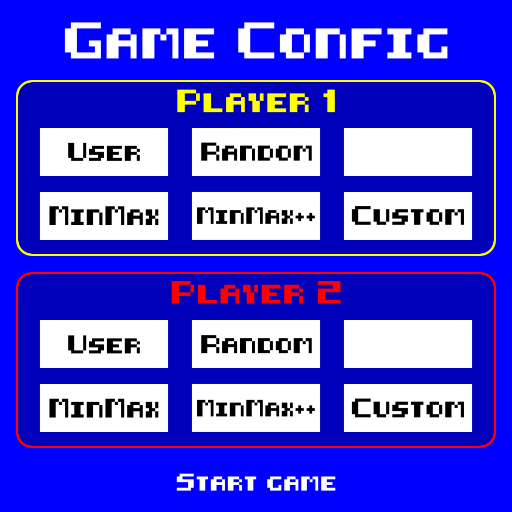 Game Config
Player 1
User Random
MinMax MinMax++ Custom
Player 2
User Random
MinMax MinMax++ Custom
Start game